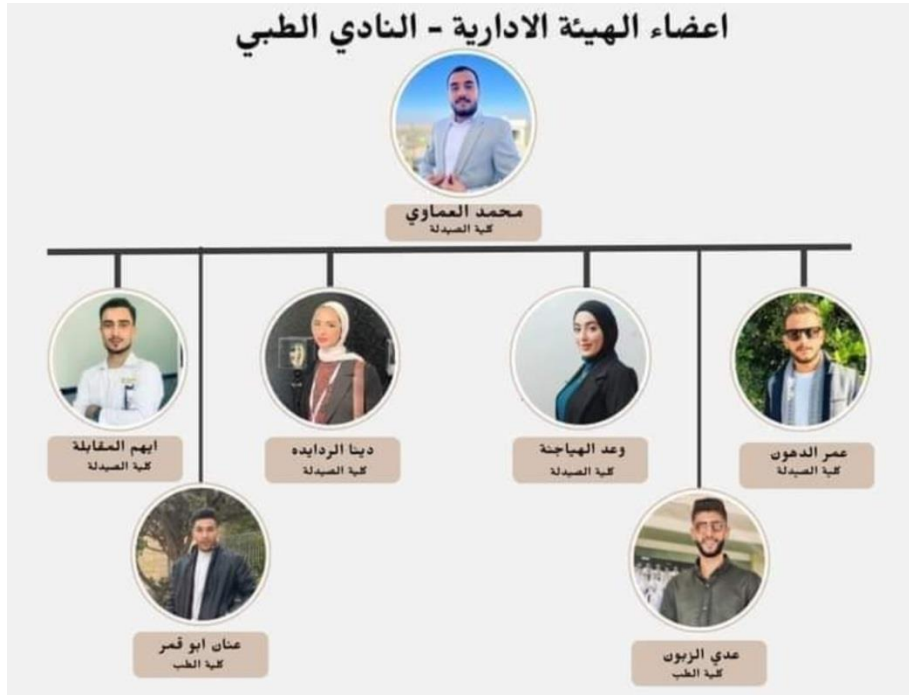 اعضاء الهيئة الادارية - النادي الطبي
محمد العماوي
كلية الصيدلة
عمر الدهون
كلية الصيدلة
وعد الهياجنة
كلية الصيدلة
دينا الردايده
كلية الصيدلة
ايهم المقابلة
كلية الصيدلة
عدي الزبون
كلية الطب
عنان ابو قمر
كلية الطب